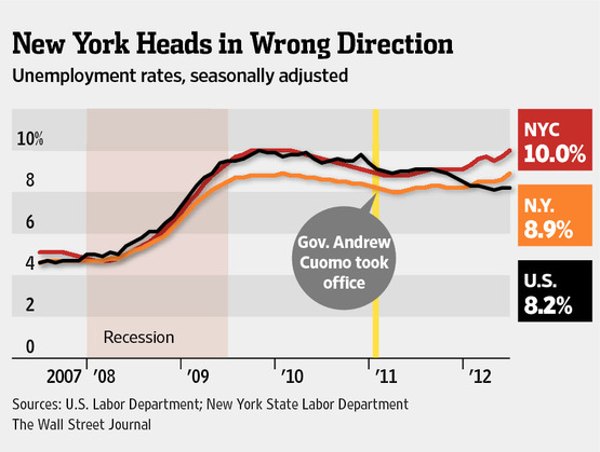 New York Heads in Wrong Direction
Unemployment rates, seasonally adjusted
10%
8
6
4
2
0
NYC
10.0%
N.Y.
8.9%
U.S.
8.2%
Gov. Andrew
Cuomo took
office
Recession
2007 '08 '09 '10 '11 '12
Sources: U.S. Labor Department; New York State Labor Department
The Wall Street Journal